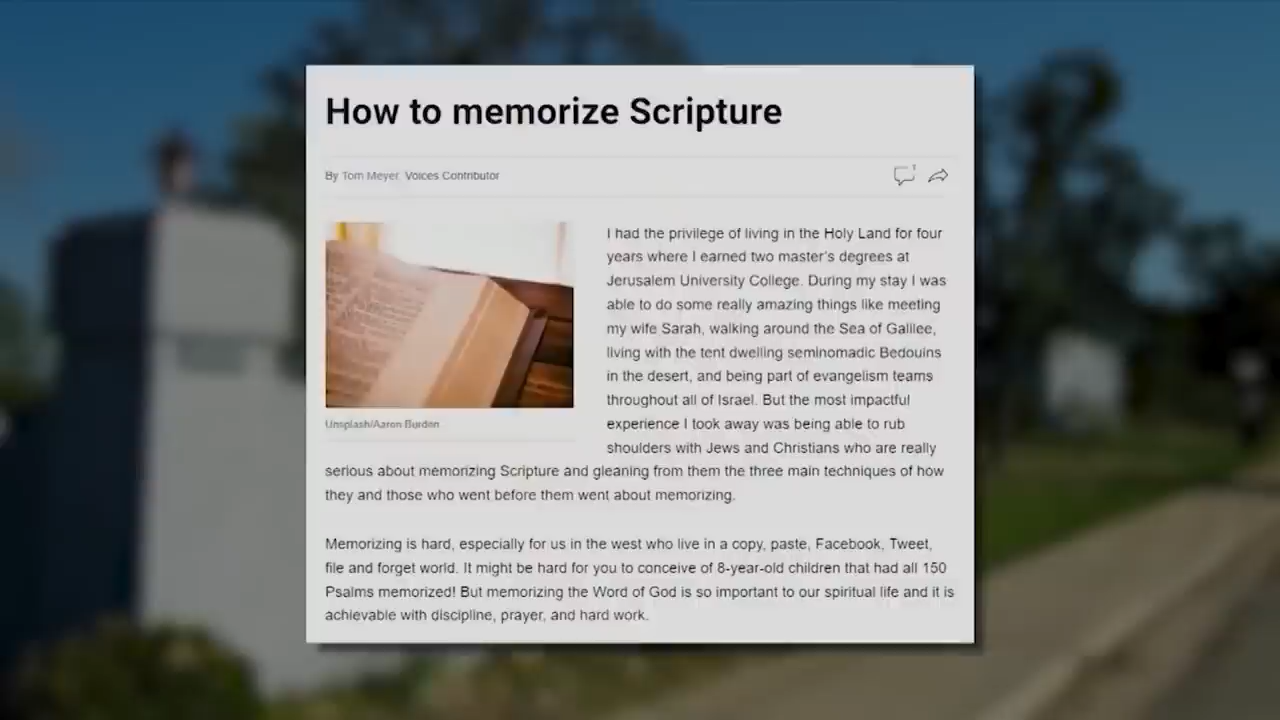 How to memorize Scripture
By Tom Meyer, Voices Contributor
1
I had the privilege of living in the Holy Land for four
years where I earned two master's degrees at
Jerusalem University College. During my stay I was
able to do some really amazing things like meeting
my wife Sarah, walking around the Sea of Galilee,
living with the tent dwelling seminomadic Bedouins
in the desert, and being part of evangelism teams
throughout all of Israel. But the most impactful
experience I took away was being able to rub
shoulders with Jews and Christians who are really
Unsplash/Aaron Burden
serious about memorizing Scripture and gleaning from them the three main techniques of how
they and those who went before them went about memorizing.
Memorizing is hard, especially for us in the west who live in a copy, paste, Facebook, Tweet,
file and forget world. It might be hard for you to conceive of 8-year-old children that had all 150
Psalms memorized! But memorizing the Word of God is so important to our spiritual life and it is
achievable with discipline, prayer, and hard work.